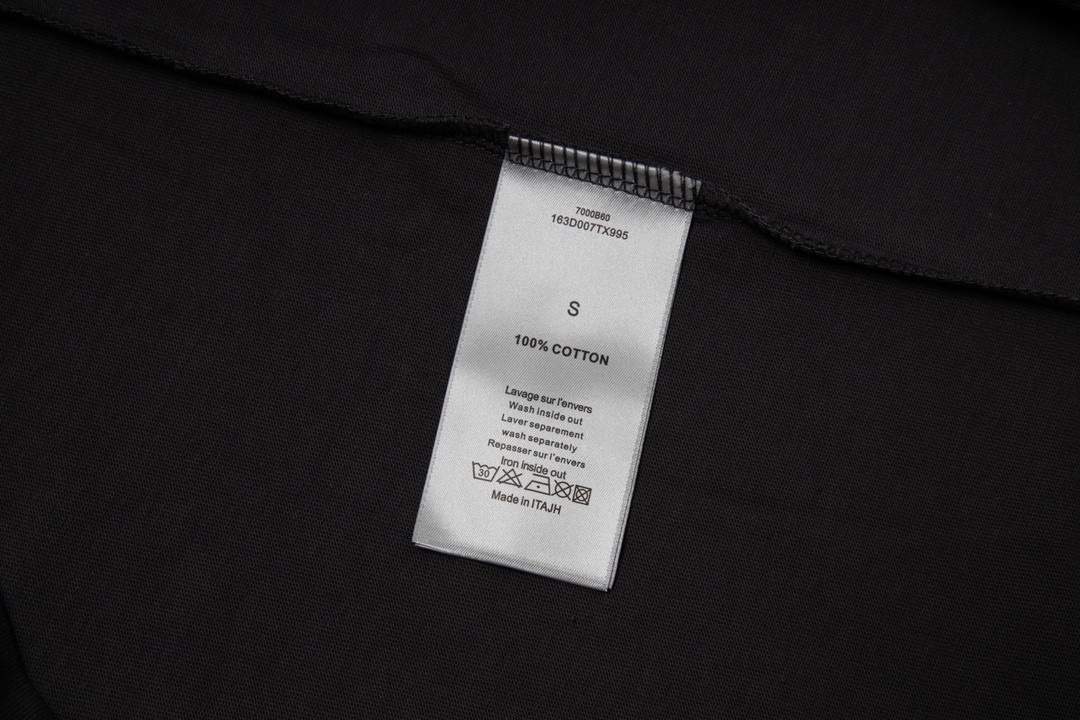 7000B60
163D007TX995
S
100% COTTON
Lavage sur l'envers
Wash inside out
Laver separement
wash separately
Repasser sur l'envers
Iron inside out
30
Made in ITAJH